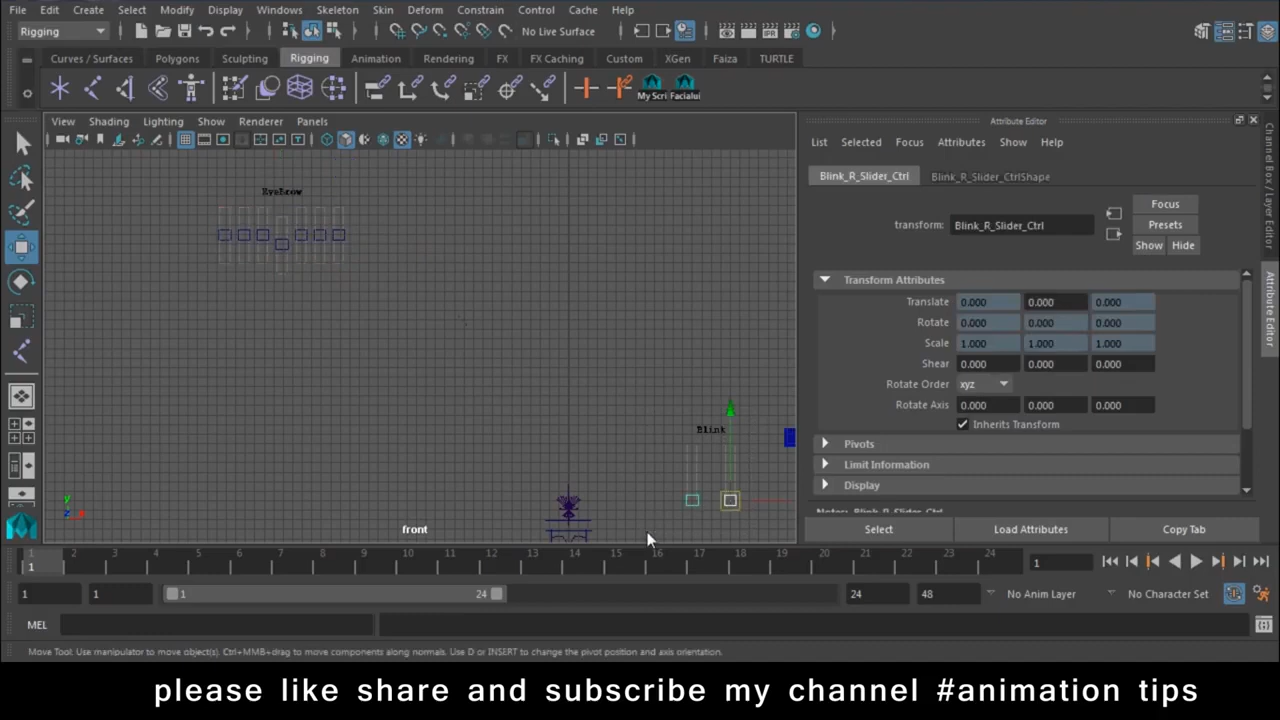 File Edit Create Select Modify Display Windows Skeleton Skin Deform Constrain Control Cache Help
Rigging No Live Surface
Curves / Surfaces Polygons Sculpting Rigging Animation Rendering FX FX Caching Custom XGen Faiza TURTLE
My Scri Facialui
View Shading Lighting Show Renderer Panels
Attribute Editor
List Selected Focus Attributes Show Help
Blink_R_Slider_Ctrl Blink_R_Slider_CtrlShape
Focus
transform: Blink_R_Slider_Ctrl Presets
Show Hide
Transform Attributes
Translate 0.000 0.000 0.000
Rotate 0.000 0.000 0.000
Scale 1.000 1.000 1.000
Shear 0.000 0.000 0.000
Rotate Order xyz
Rotate Axis 0.000 0.000 0.000
Inherits Transform
Pivots
Limit Information
Display
Notes: Blink_R_Slider_Ctrl
Select Load Attributes Copy Tab
Channel Box / Layer Editor
Attribute Editor
EyeBrow
Blink
y
z x
front
1 2 3 4 5 6 7 8 9 10 11 12 13 14 15 16 17 18 19 20 21 22 23 24
1 1
1 1 1 24 24 48 No Anim Layer No Character Set
MEL
Move Tool: Use manipulator to move object(s). Ctrl+MMB+drag to move components along normals. Use D or INSERT to change the pivot position and axis orientation.
please like share and subscribe my channel #animation tips